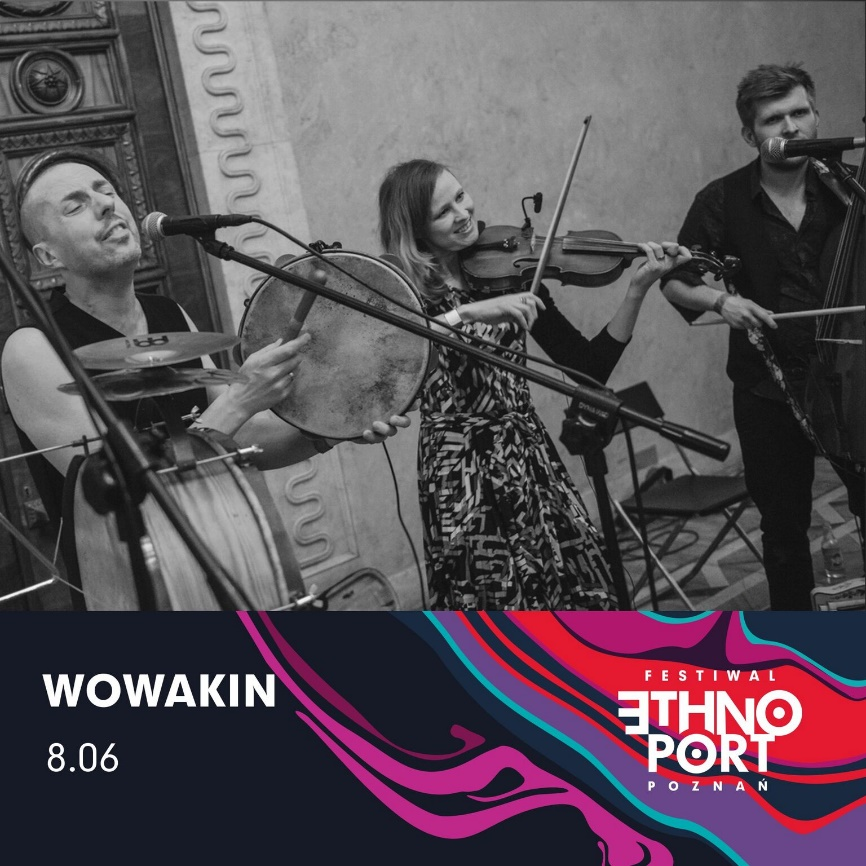 WOWAKIN
8.06
FESTIWAL
ETHNO
PORT
POZNAŃ